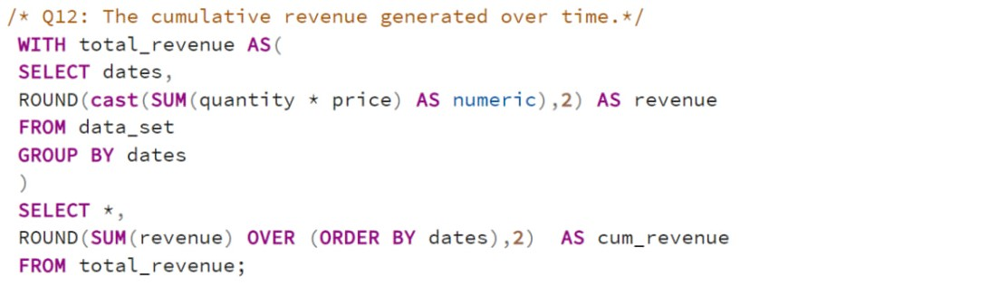 /* Q12: The cumulative revenue generated over time.*/
WITH total_revenue AS(
SELECT dates,
ROUND(cast(SUM(quantity * price) AS numeric),2) AS revenue
FROM data_set
GROUP BY dates
)
SELECT *,
ROUND(SUM(revenue) OVER (ORDER BY dates),2)  AS cum_revenue
FROM total_revenue;